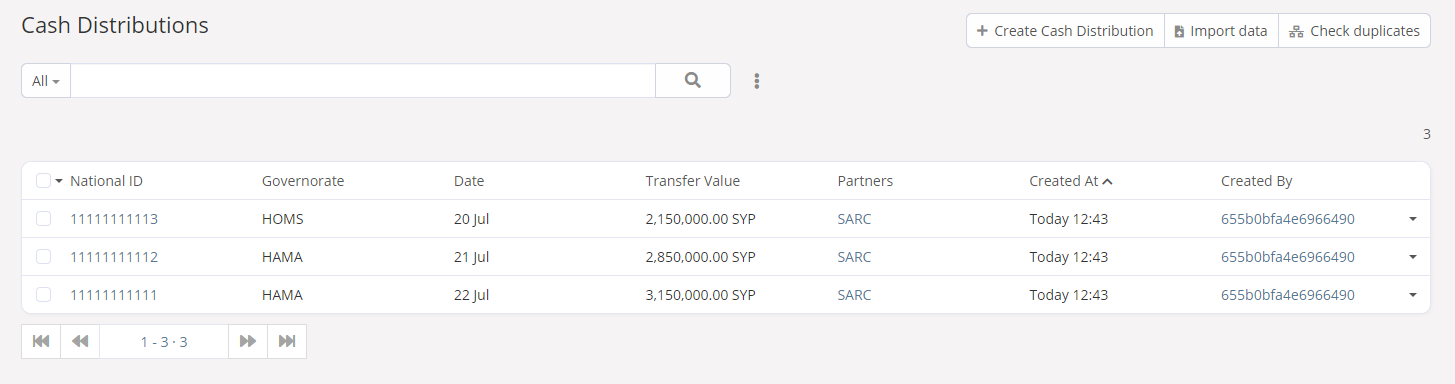 Cash Distributions
Create Cash Distribution Import data Check duplicates
All
3
National ID Governorate Date Transfer Value Partners Created At Created By
11111111113 HOMS 20 Jul 2,150,000.00 SYP SARC Today 12:43 655b0bfa4e6966490
11111111112 HAMA 21 Jul 2,850,000.00 SYP SARC Today 12:43 655b0bfa4e6966490
11111111111 HAMA 22 Jul 3,150,000.00 SYP SARC Today 12:43 655b0bfa4e6966490
1 - 3 · 3